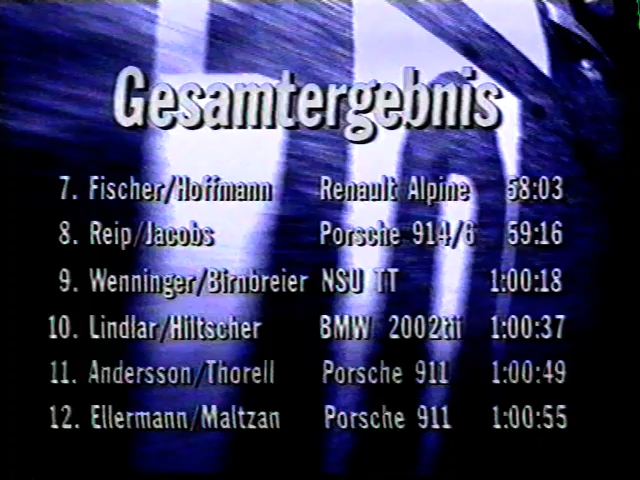 Gesamtergebnis
7. Fischer/Hoffmann Renault Alpine 58:03
8. Reip/Jacobs Porsche 914/6 59:16
9. Wenninger/Birnbreier NSU TT 1:00:18
10. Lindlar/Hiltscher BMW 2002tii 1:00:37
11. Andersson/Thorell Porsche 911 1:00:49
12. Ellermann/Maltzan Porsche 911 1:00:55